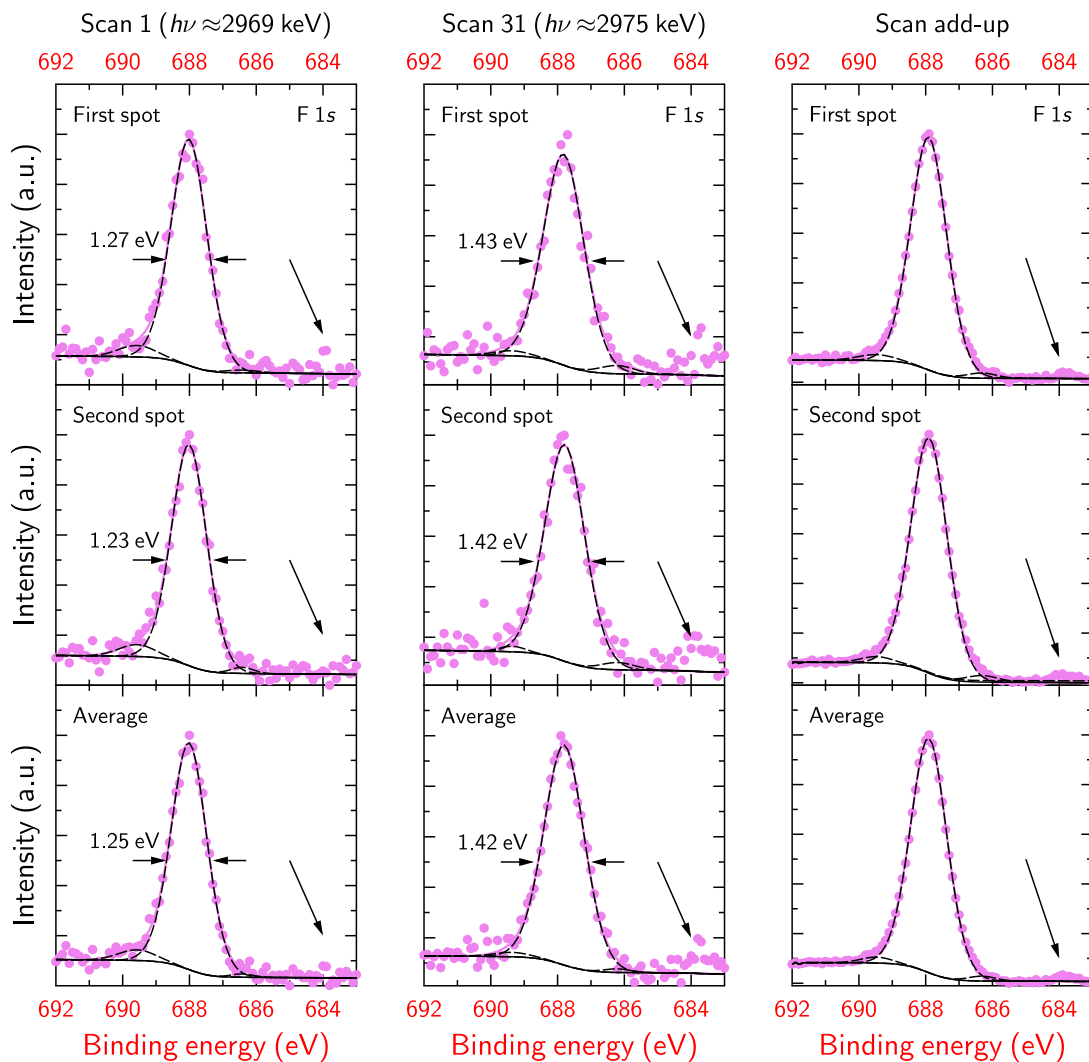 Scan 1 (hν ≈2969 keV) Scan 31 (hν ≈2975 keV) Scan add-up
692 690 688 686 684 692 690 688 686 684 692 690 688 686 684
First spot F 1s First spot F 1s First spot F 1s
Intensity (a.u.)
1.27 eV 1.43 eV
Second spot Second spot Second spot
Intensity (a.u.)
1.23 eV 1.42 eV
Average Average Average
Intensity (a.u.)
1.25 eV 1.42 eV
692 690 688 686 684 692 690 688 686 684 692 690 688 686 684
Binding energy (eV) Binding energy (eV) Binding energy (eV)